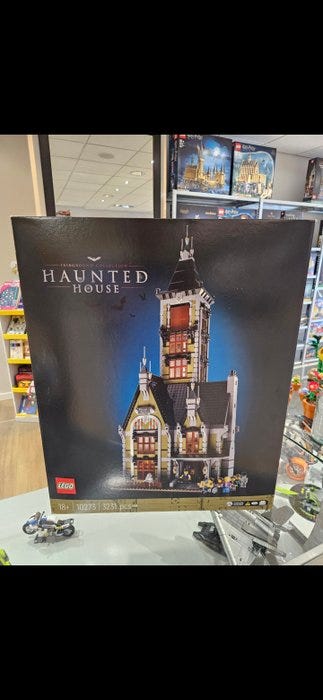 FAIRGROUND COLLECTION
HAUNTED
HOUSE
LEGO
18+ | 10273 | 3231 pcs